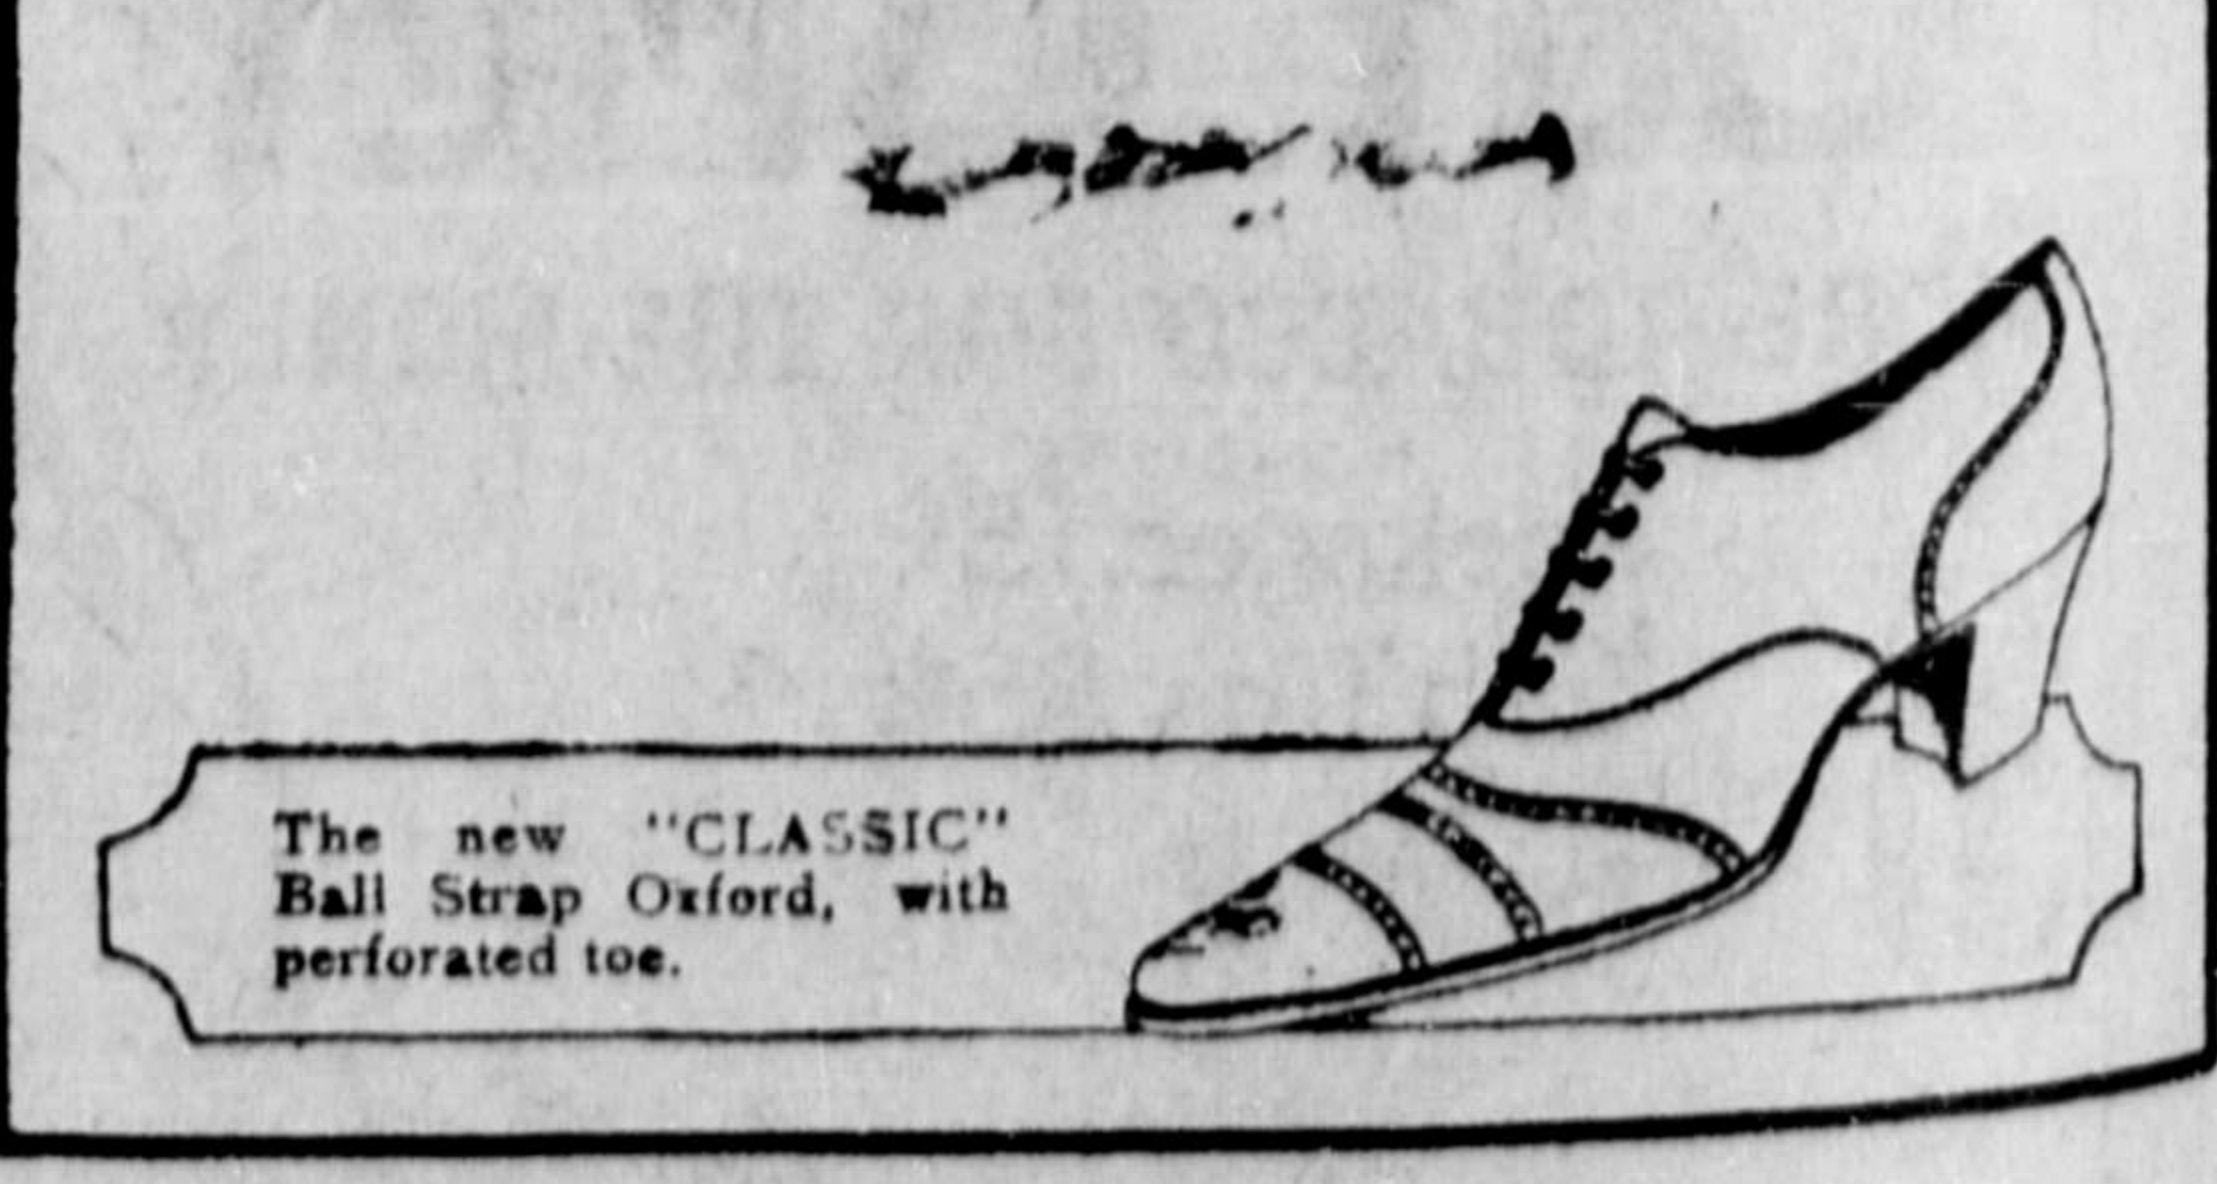 The new "CLASSIC"
Ball Strap Oxford, with
perforated toe.